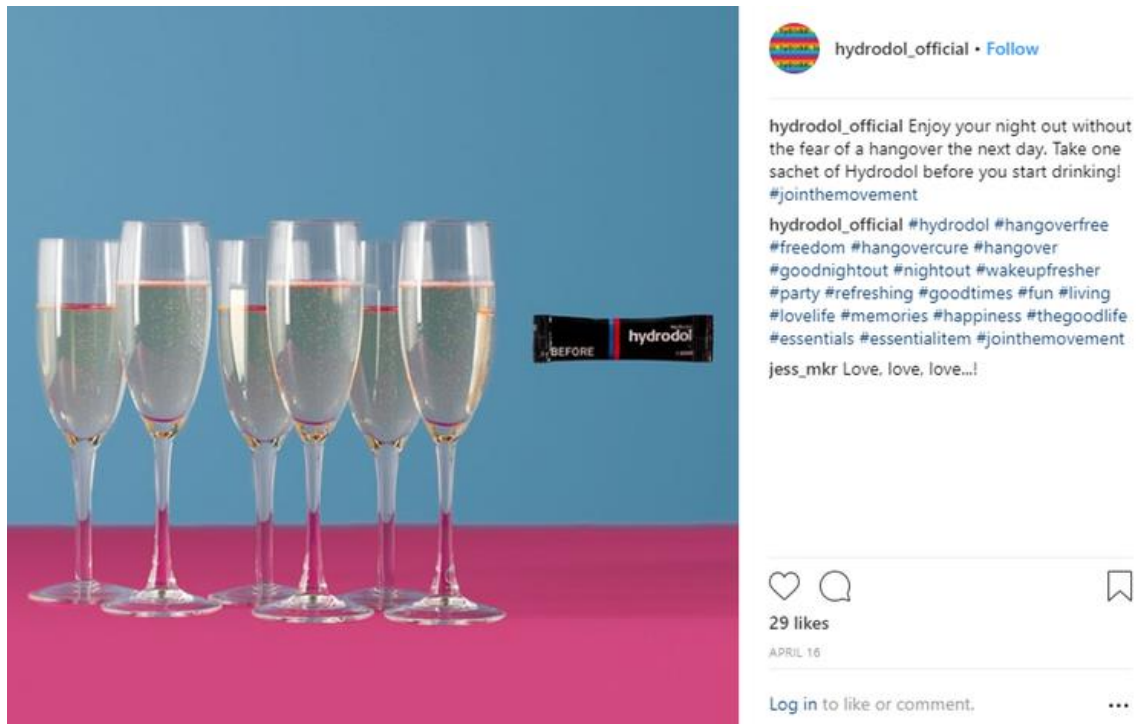 hydrodol_official • Follow
hydrodol_official Enjoy your night out without
the fear of a hangover the next day. Take one
sachet of Hydrodol before you start drinking!
#jointhemovement
hydrodol_official #hydrodol #hangoverfree
#freedom #hangovercure #hangover
#goodnightout #nightout #wakeupfresher
#party #refreshing #goodtimes #fun #living
#lovelife #memories #happiness #thegoodlife
#essentials #essentialitem #jointhemovement
jess_mkr Love, love, love...!
BEFORE
hydrodol
29 likes
APRIL 16
Log in to like or comment.